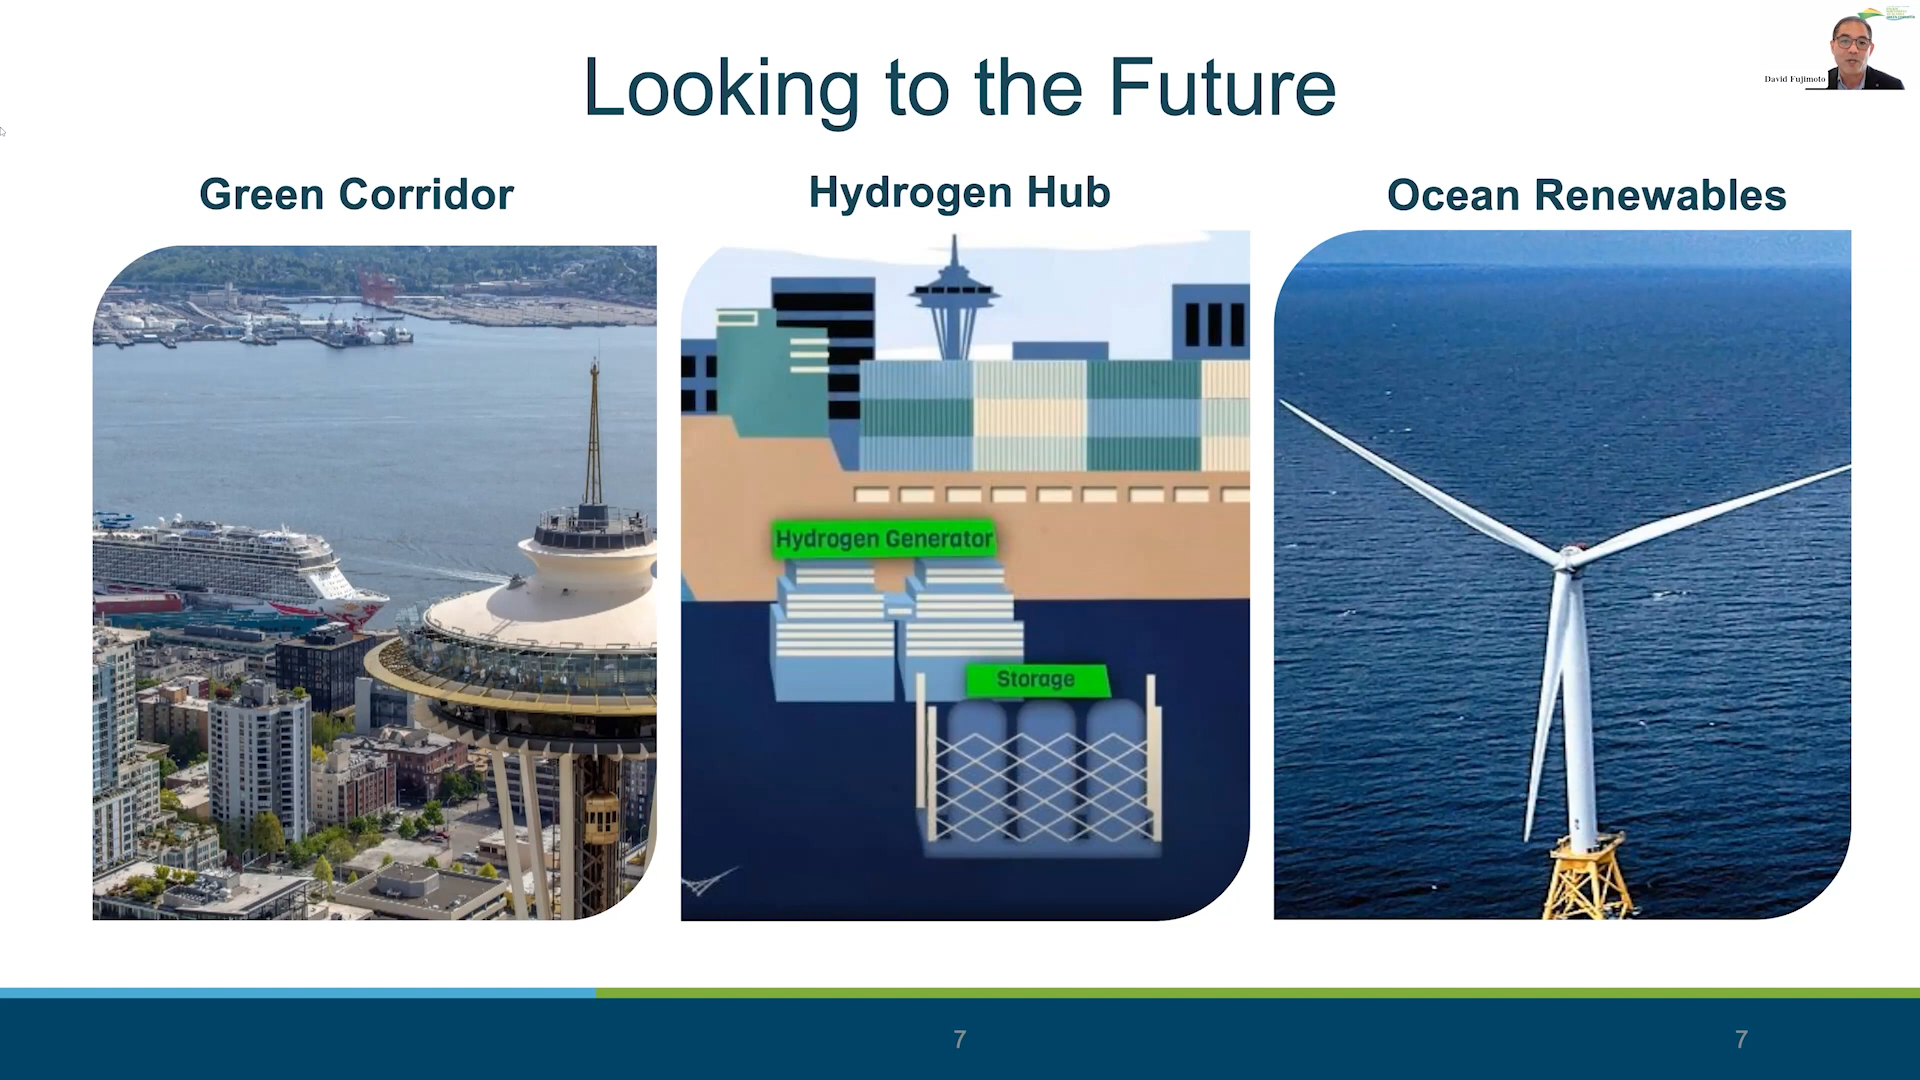 Looking to the Future
David Fujimoto
Green Corridor
Hydrogen Hub
Ocean Renewables
Hydrogen Generator
Storage
7
7